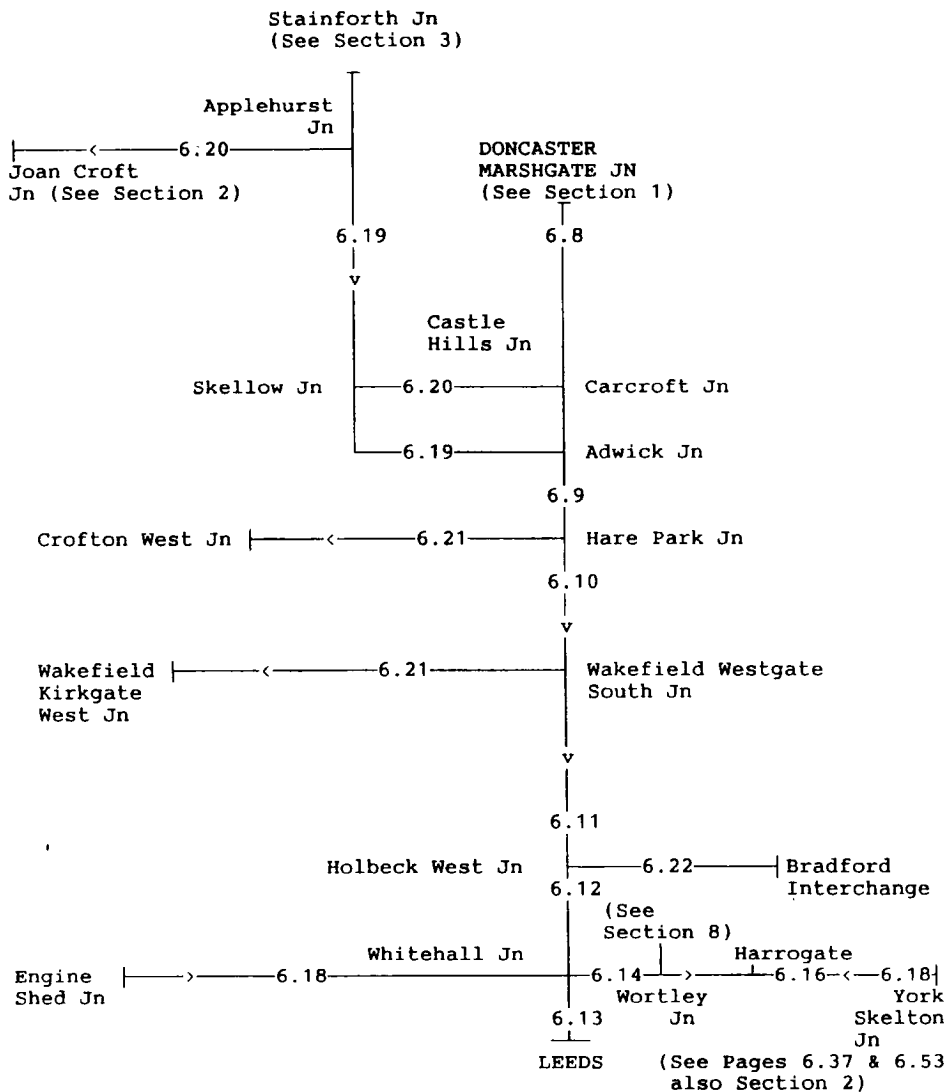 Stainforth Jn
(See Section 3)
Applehurst
Jn
6.20
Joan Croft
Jn (See Section 2)
DONCASTER
MARSHGATE JN
(See Section 1)
6.19
6.8
Castle
Hills Jn
Skellow Jn
6.20
Carcroft Jn
6.19
Adwick Jn
6.9
Crofton West Jn
6.21
Hare Park Jn
6.10
Wakefield
Kirkgate
West Jn
6.21
Wakefield Westgate
South Jn
6.11
Holbeck West Jn
6.22
Bradford
Interchange
6.12
(See
Section 8)
Whitehall Jn
Harrogate
Engine
Shed Jn
6.18
6.14
6.16
6.18
Wortley
Jn
York
Skelton
Jn
6.13
LEEDS
(See Pages 6.37 & 6.53
also Section 2)